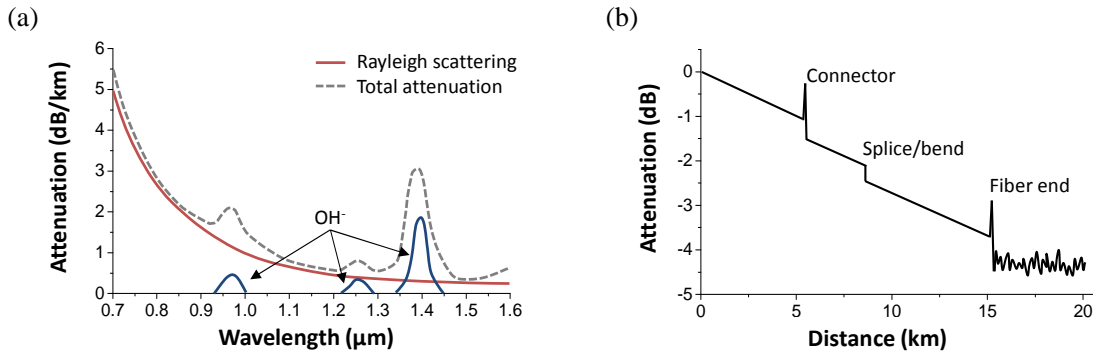 (a)
Attenuation (dB/km)
6
5
4
3
2
1
0
Rayleigh scattering
Total attenuation
OH-
0.7 0.8 0.9 1.0 1.1 1.2 1.3 1.4 1.5 1.6
Wavelength (µm)
(b)
Attenuation (dB)
0
-1
-2
-3
-4
-5
Connector
Splice/bend
Fiber end
0 5 10 15 20
Distance (km)